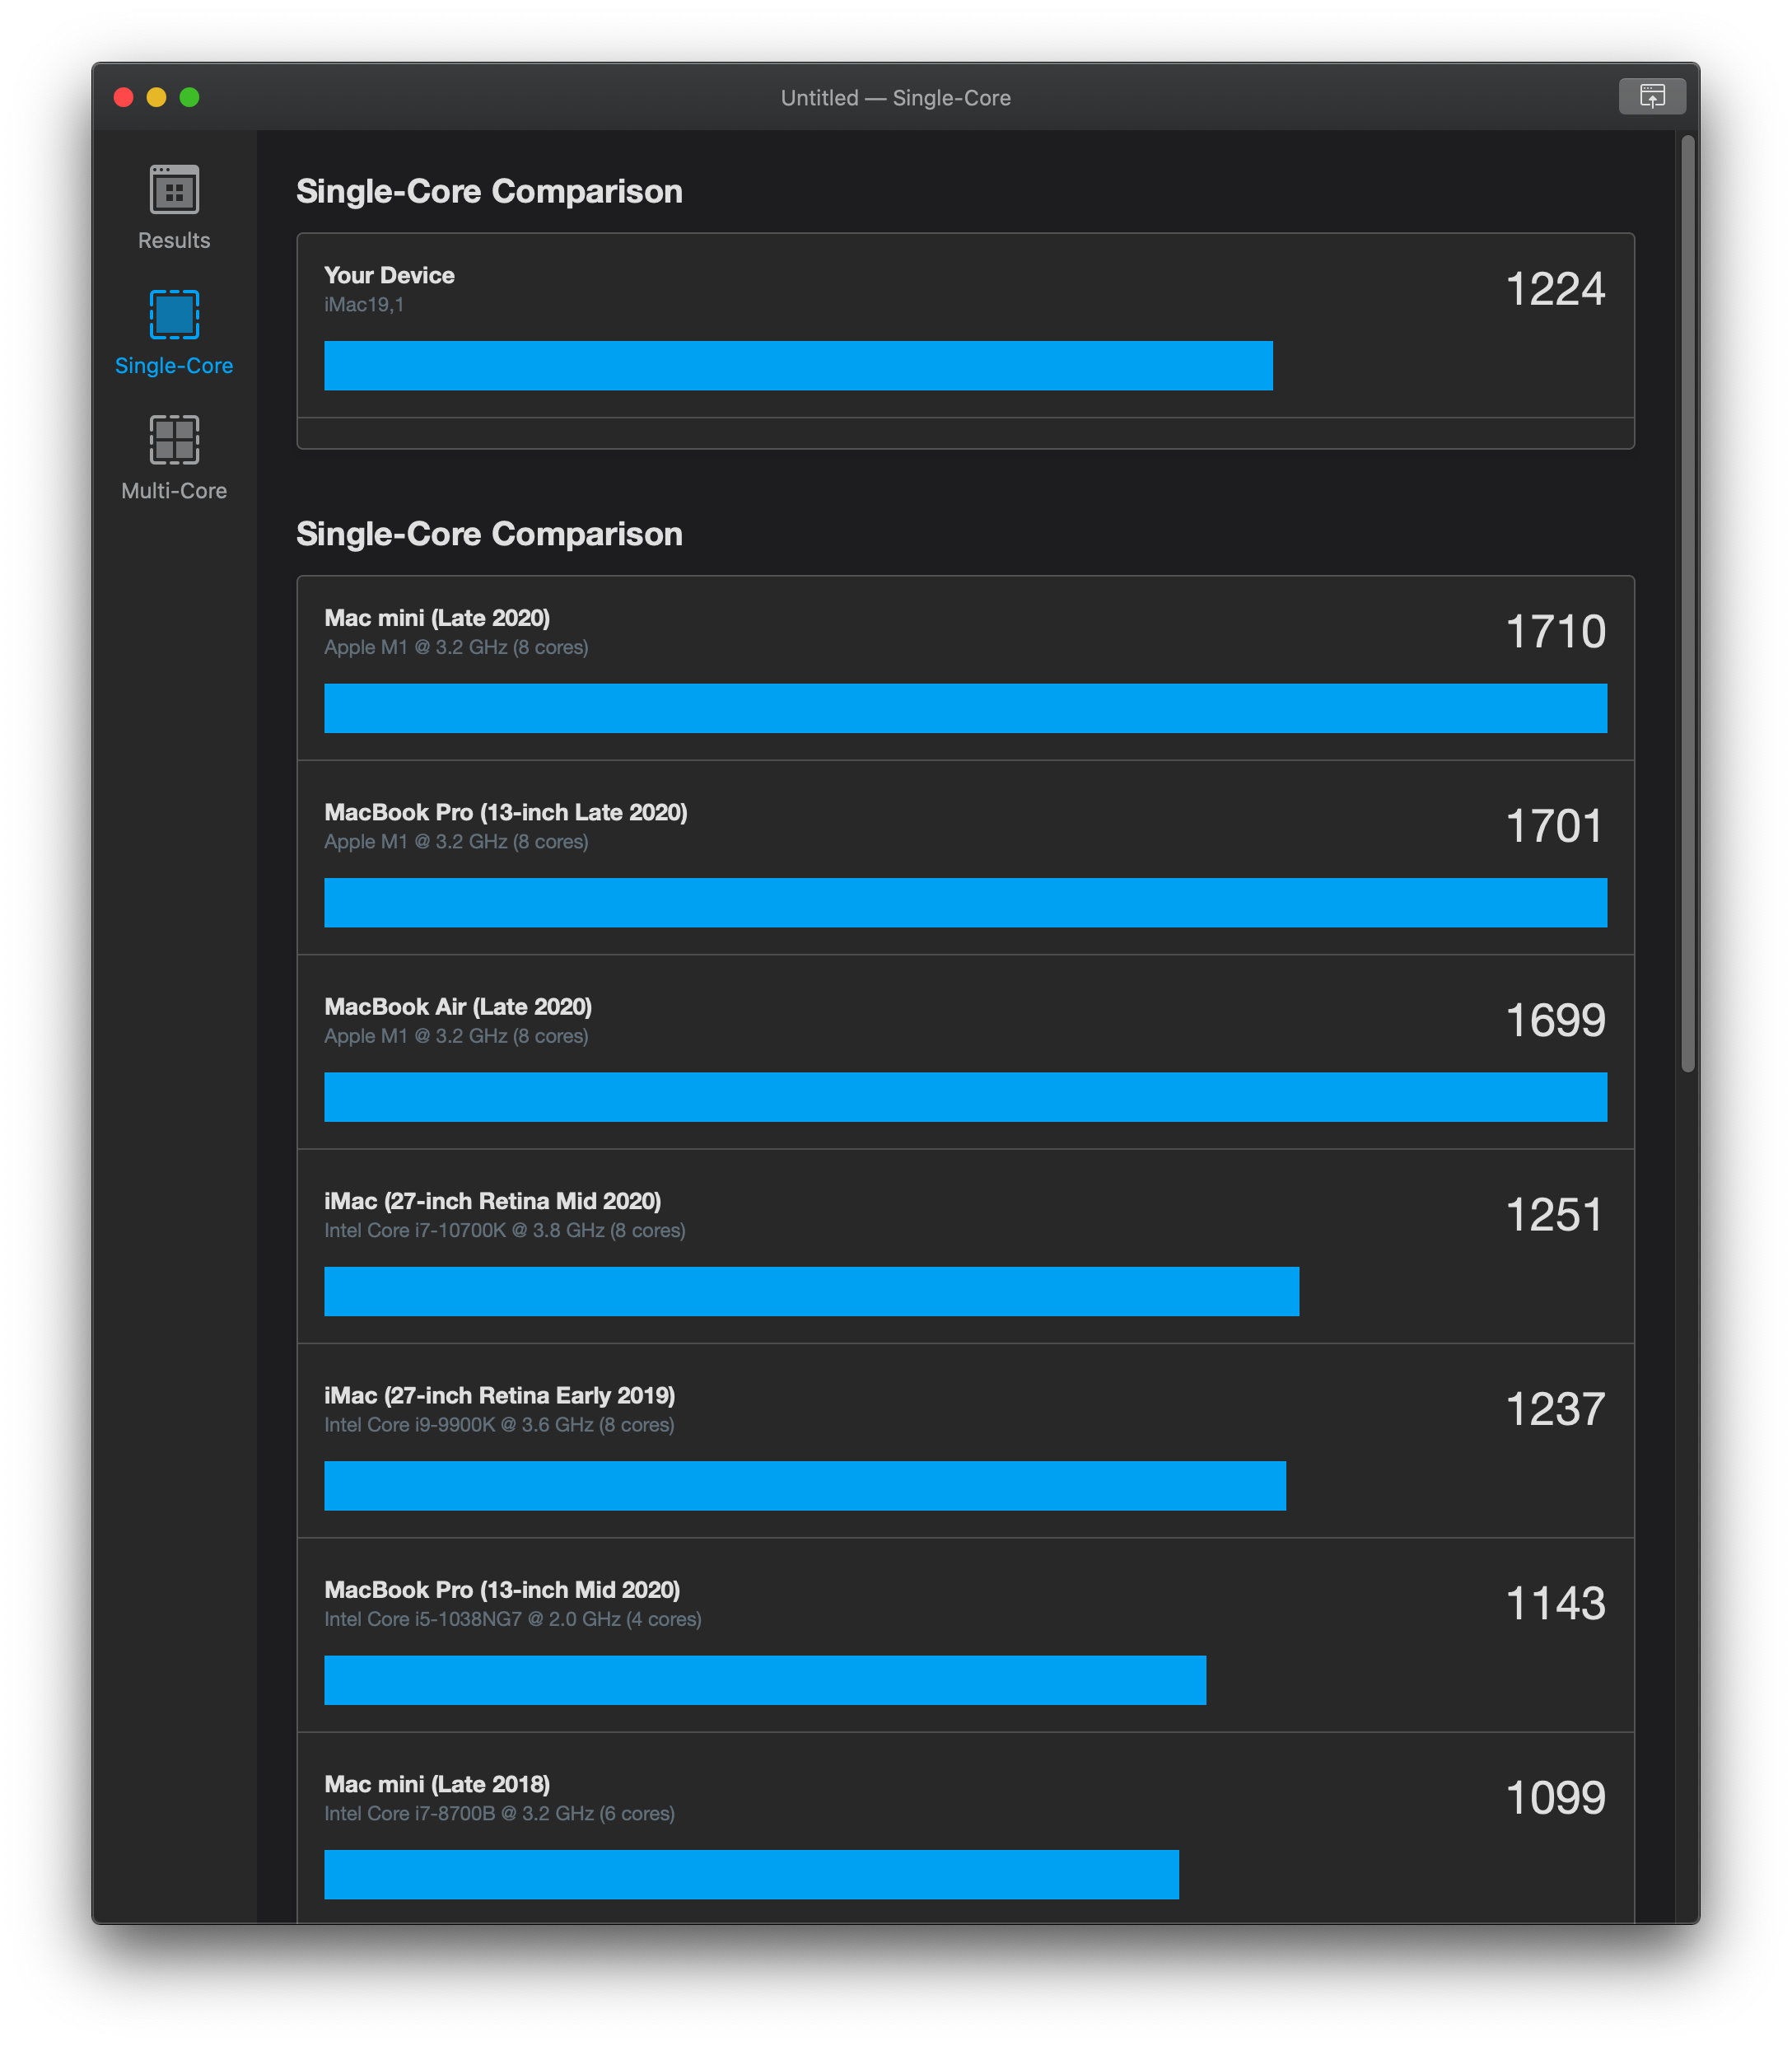 Untitled — Single-Core
Results
Single-Core
Multi-Core
Single-Core Comparison
Your Device
iMac19,1
1224
Single-Core Comparison
Mac mini (Late 2020)
Apple M1 @ 3.2 GHz (8 cores)
1710
MacBook Pro (13-inch Late 2020)
Apple M1 @ 3.2 GHz (8 cores)
1701
MacBook Air (Late 2020)
Apple M1 @ 3.2 GHz (8 cores)
1699
iMac (27-inch Retina Mid 2020)
Intel Core i7-10700K @ 3.8 GHz (8 cores)
1251
iMac (27-inch Retina Early 2019)
Intel Core i9-9900K @ 3.6 GHz (8 cores)
1237
MacBook Pro (13-inch Mid 2020)
Intel Core i5-1038NG7 @ 2.0 GHz (4 cores)
1143
Mac mini (Late 2018)
Intel Core i7-8700B @ 3.2 GHz (6 cores)
1099